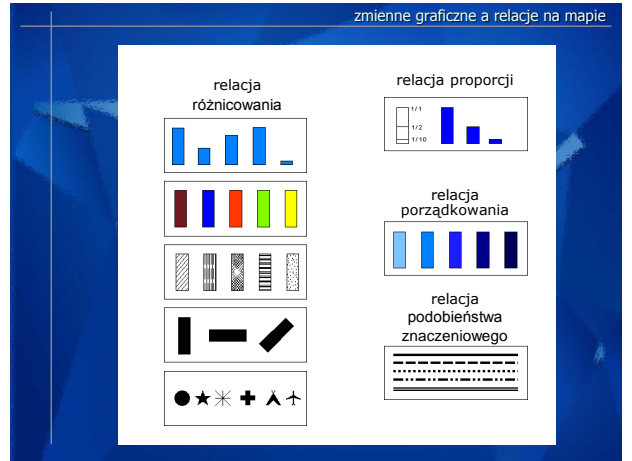 zmienne graficzne a relacje na mapie
relacja
różnicowania
relacja proporcji
1/1
1/2
1/10
relacja
porządkowania
relacja
podobieństwa
znaczeniowego